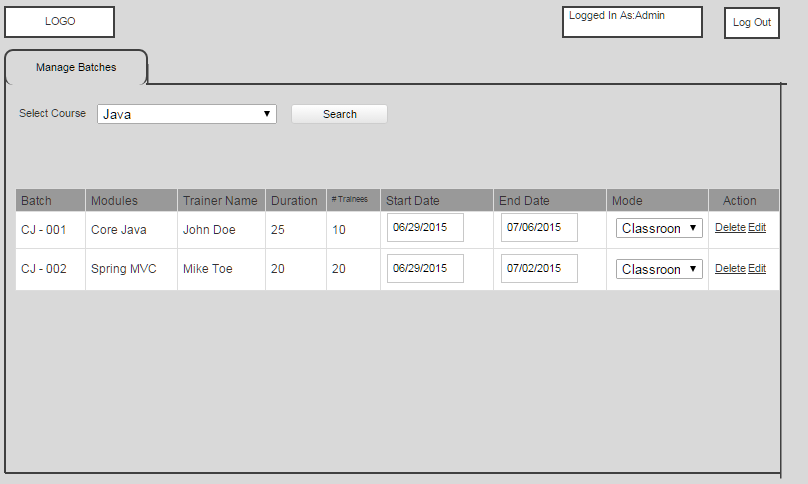 LOGO
Logged In As:Admin
Log Out
Manage Batches
Select Course Java Search
Batch Modules Trainer Name Duration # Trainees Start Date End Date Mode Action
CJ - 001 Core Java John Doe 25 10 06/29/2015 07/06/2015 Classroon Delete Edit
CJ - 002 Spring MVC Mike Toe 20 20 06/29/2015 07/02/2015 Classroon Delete Edit